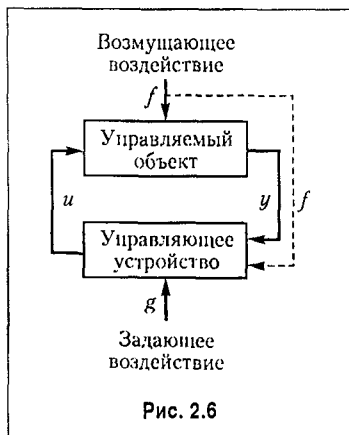 Возмущающее
воздействие
f
Управляемый
объект
u
y
f
Управляющее
устройство
g
Задающее
воздействие
Рис. 2.6